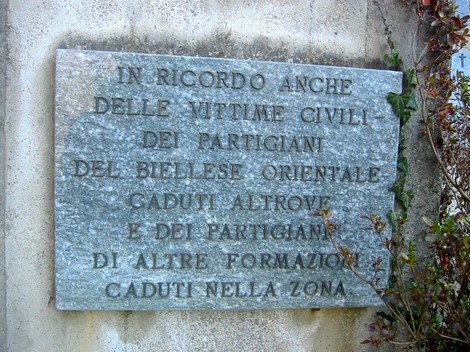 IN RICORDO ANCHE
DELLE VITTIME CIVILI-
DEI PARTIGIANI
DEL BIELLESE ORIENTALE
CADUTI ALTROVE
E DEI PARTIGIANI
DI ALTRE FORMAZIONI
CADUTI NELLA ZONA.